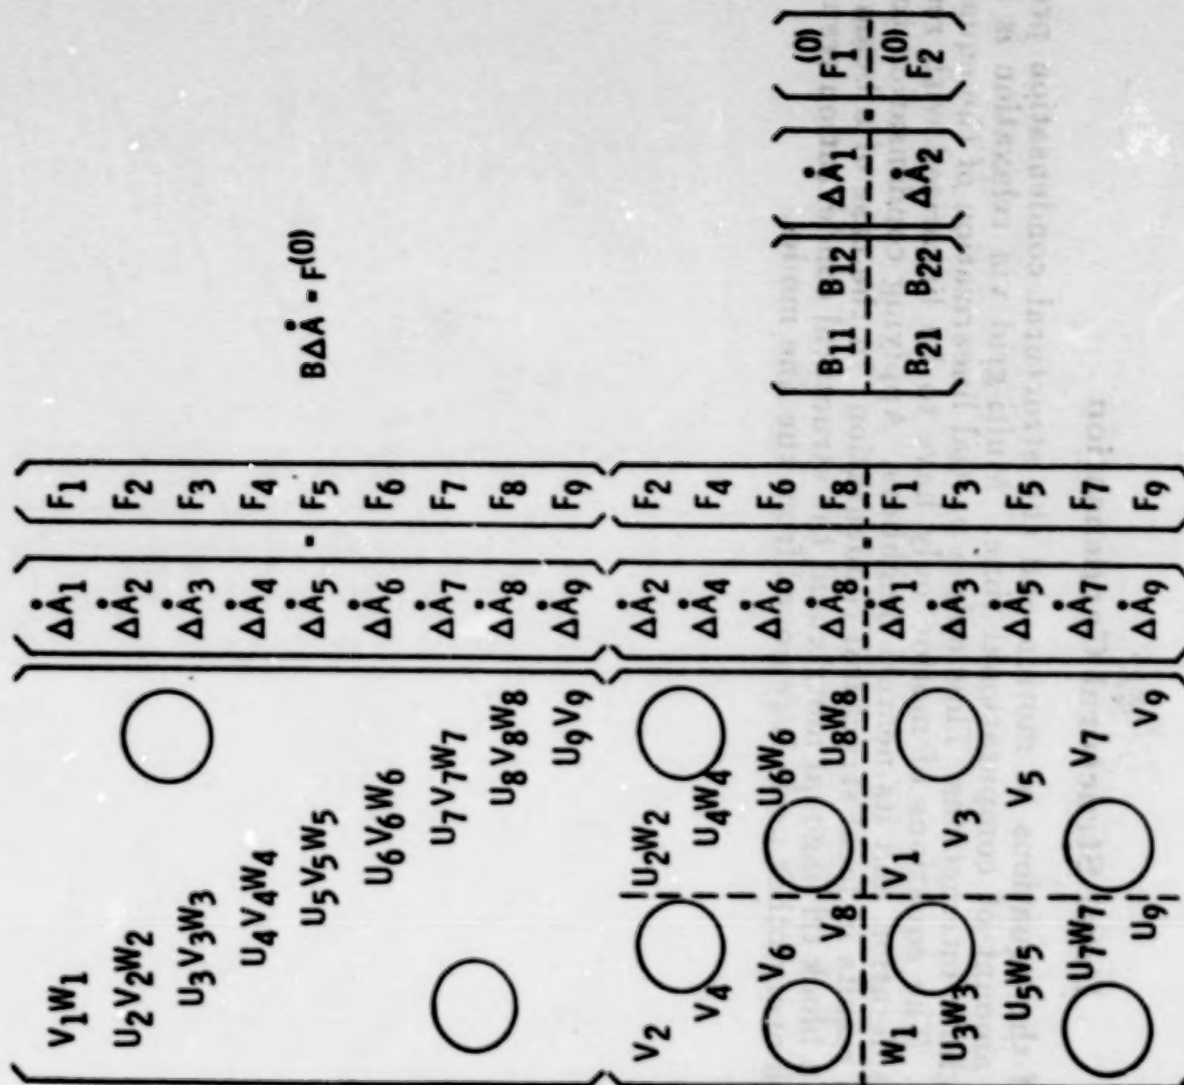 V₁W₁ ΔȦ₁ F₁
U₂V₂W₂ ΔȦ₂ F₂
U₃V₃W₃ ΔȦ₃ F₃
U₄V₄W₄ ΔȦ₄ F₄
U₅V₅W₅ ΔȦ₅ = F₅
U₆V₆W₆ ΔȦ₆ F₆
U₇V₇W₇ ΔȦ₇ F₇
U₈V₈W₈ ΔȦ₈ F₈
U₉V₉ ΔȦ₉ F₉
BΔȦ = F⁽⁰⁾
V₂ U₂W₂ ΔȦ₂ F₂
V₄ U₄W₄ ΔȦ₄ F₄
V₆ U₆W₆ ΔȦ₆ F₆
V₈ U₈W₈ ΔȦ₈ = F₈
W₁ V₁ ΔȦ₁ F₁
U₃W₃ V₃ ΔȦ₃ F₃
U₅W₅ V₅ ΔȦ₅ F₅
U₇W₇ V₇ ΔȦ₇ F₇
U₉ V₉ ΔȦ₉ F₉
B₁₁ B₁₂ ΔȦ₁ = F₁⁽⁰⁾
B₂₁ B₂₂ ΔȦ₂ F₂⁽⁰⁾